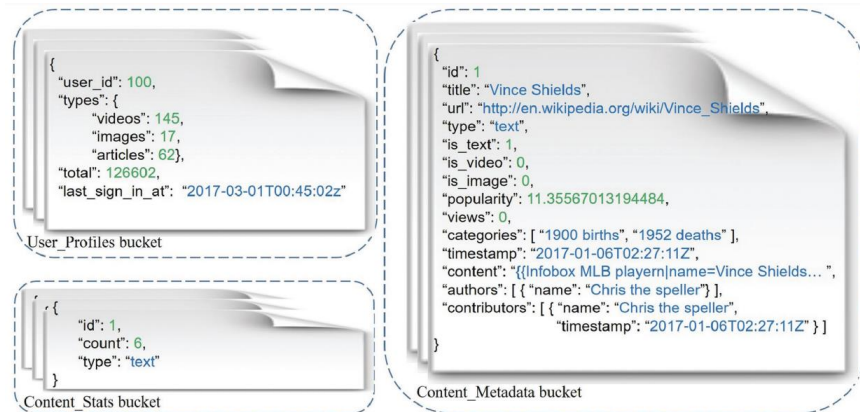 {
"user_id": 100,
"types": {
"videos": 145,
"images": 17,
"articles": 62},
"total": 126602,
"last_sign_in_at": "2017-03-01T00:45:02z"
User_Profiles bucket
{
"id": 1,
"count": 6,
"type": "text"
}
Content_Stats bucket
{
"id": 1
"title": "Vince Shields",
"url": "http://en.wikipedia.org/wiki/Vince_Shields",
"type": "text",
"is_text": 1,
"is_video": 0,
"is_image": 0,
"popularity": 11.35567013194484,
"views": 0,
"categories": [ "1900 births", "1952 deaths" ],
"timestamp": "2017-01-06T02:27:11Z",
"content": "{{Infobox MLB playern|name=Vince Shields... ",
"authors": [ { "name": "Chris the speller"} ],
"contributors": [ { "name": "Chris the speller",
"timestamp": "2017-01-06T02:27:11Z" } ]
}
Content_Metadata bucket